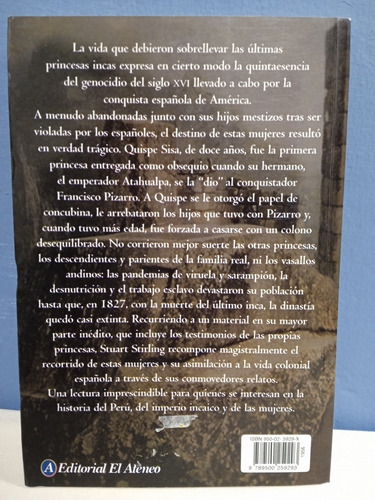 La vida que debieron sobrellevar las últimas
princesas incas expresa en cierto modo la quintaesencia
del genocidio del siglo XVI llevado a cabo por la
conquista española de América.
A menudo abandonadas junto con sus hijos mestizos tras ser
violadas por los españoles, el destino de estas mujeres resultó
en verdad trágico. Quispe Sisa, de doce años, fue la primera
princesa entregada como obsequio cuando su hermano,
el emperador Atahualpa, se la "dio" al conquistador
Francisco Pizarro. A Quispe se le otorgó el papel de
concubina, le arrebataron los hijos que tuvo con Pizarro y,
cuando tuvo más edad, fue forzada a casarse con un colono
desequilibrado. No corrieron mejor suerte las otras princesas,
los descendientes y parientes de la familia real, ni los vasallos
andinos: las pandemias de viruela y sarampión, la
desnutrición y el trabajo esclavo devastaron su población
hasta que, en 1827, con la muerte del último inca, la dinastía
quedó casi extinta. Recurriendo a un material en su mayor
parte inédito, que incluye los testimonios de las propias
princesas, Stuart Stirling recompone magistralmente el
recorrido de estas mujeres y su asimilación a la vida colonial
española a través de sus conmovedores relatos.
Una lectura imprescindible para quienes se interesan en la
historia del Perú, del imperio incaico y de las mujeres.
A Editorial El Ateneo
ISBN 950-02-5929-X
9 789500 259293